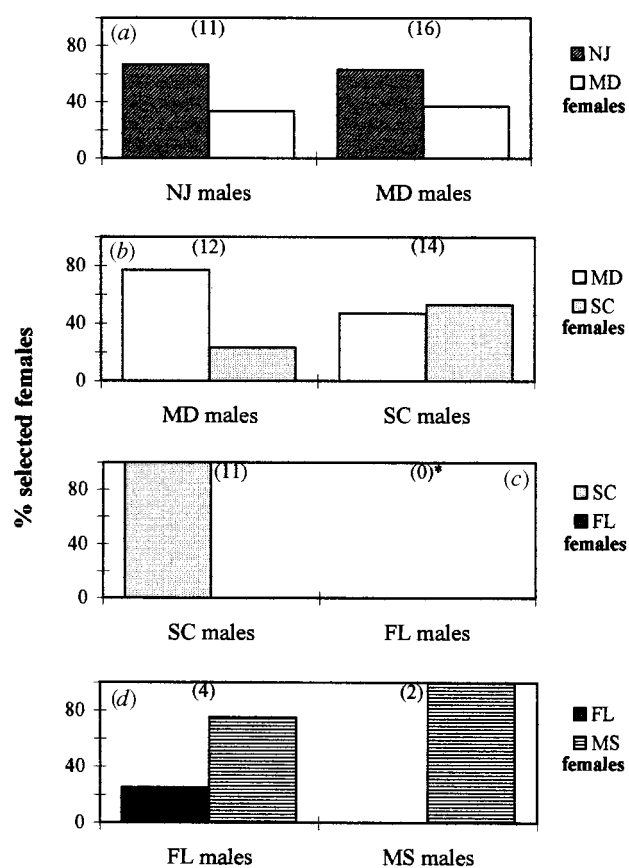 % selected females
(a) (11) (16)
80
40
0
NJ males MD males
NJ
MD
females
(b) (12) (14)
80
40
0
MD males SC males
MD
SC
females
(11) (0)* (c)
80
40
0
SC males FL males
SC
FL
females
(d) (4) (2)
80
40
0
FL males MS males
FL
MS
females